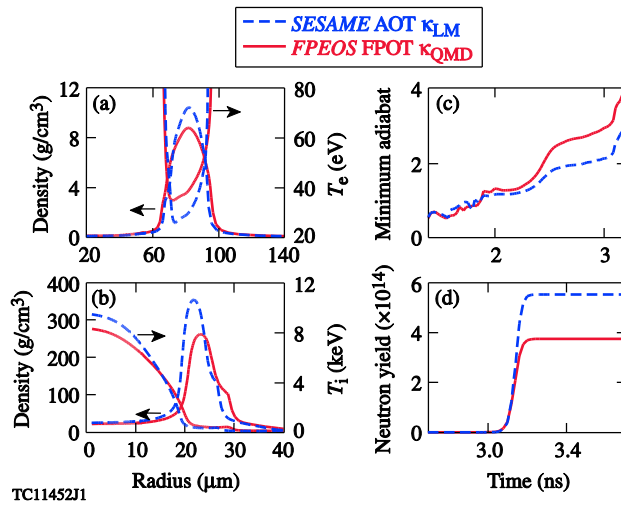 SESAME AOT κLM
FPEOS FPOT κQMD
(a)
Density (g/cm3)
12
8
4
0
80
60
40
20
Te (eV)
20
60
100
140
(c)
Minimum adiabat
4
2
0
2
3
(b)
Density (g/cm3)
400
300
200
100
0
12
8
4
0
Ti (keV)
0
10
20
30
40
Radius (μm)
(d)
Neutron yield (×10¹⁴)
6
4
2
0
3.0
3.4
Time (ns)
TC11452J1